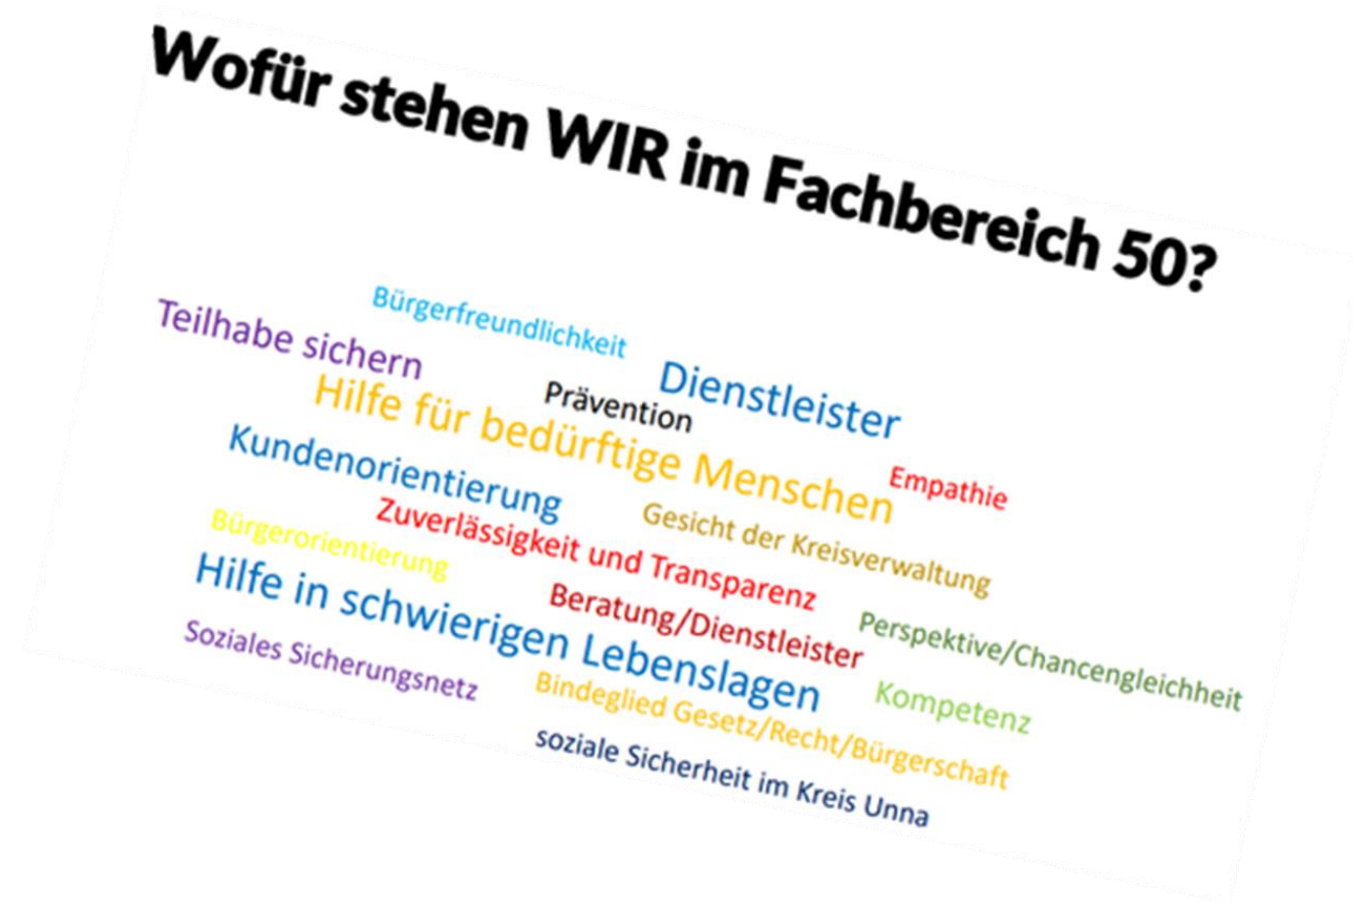 Wofür stehen WIR im Fachbereich 50?
Bürgerfreundlichkeit
Teilhabe sichern
Dienstleister
Prävention
Hilfe für bedürftige Menschen
Empathie
Kundenorientierung
Gesicht der Kreisverwaltung
Zuverlässigkeit und Transparenz
Bürgerorientierung
Beratung/Dienstleister
Perspektive/Chancengleichheit
Hilfe in schwierigen Lebenslagen
Kompetenz
Soziales Sicherungsnetz
Bindeglied Gesetz/Recht/Bürgerschaft
soziale Sicherheit im Kreis Unna